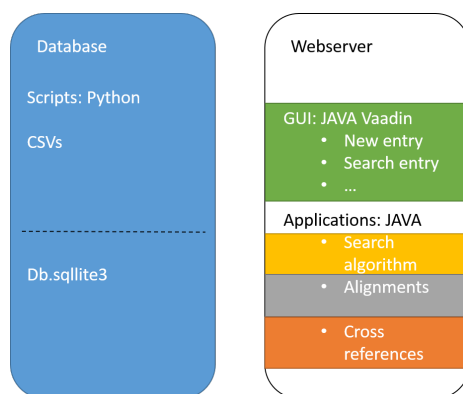 Database
Scripts: Python
CSVs
Db.sqllite3
Webserver
GUI: JAVA Vaadin
• New entry
• Search entry
• ...
Applications: JAVA
• Search
algorithm
• Alignments
• Cross
references